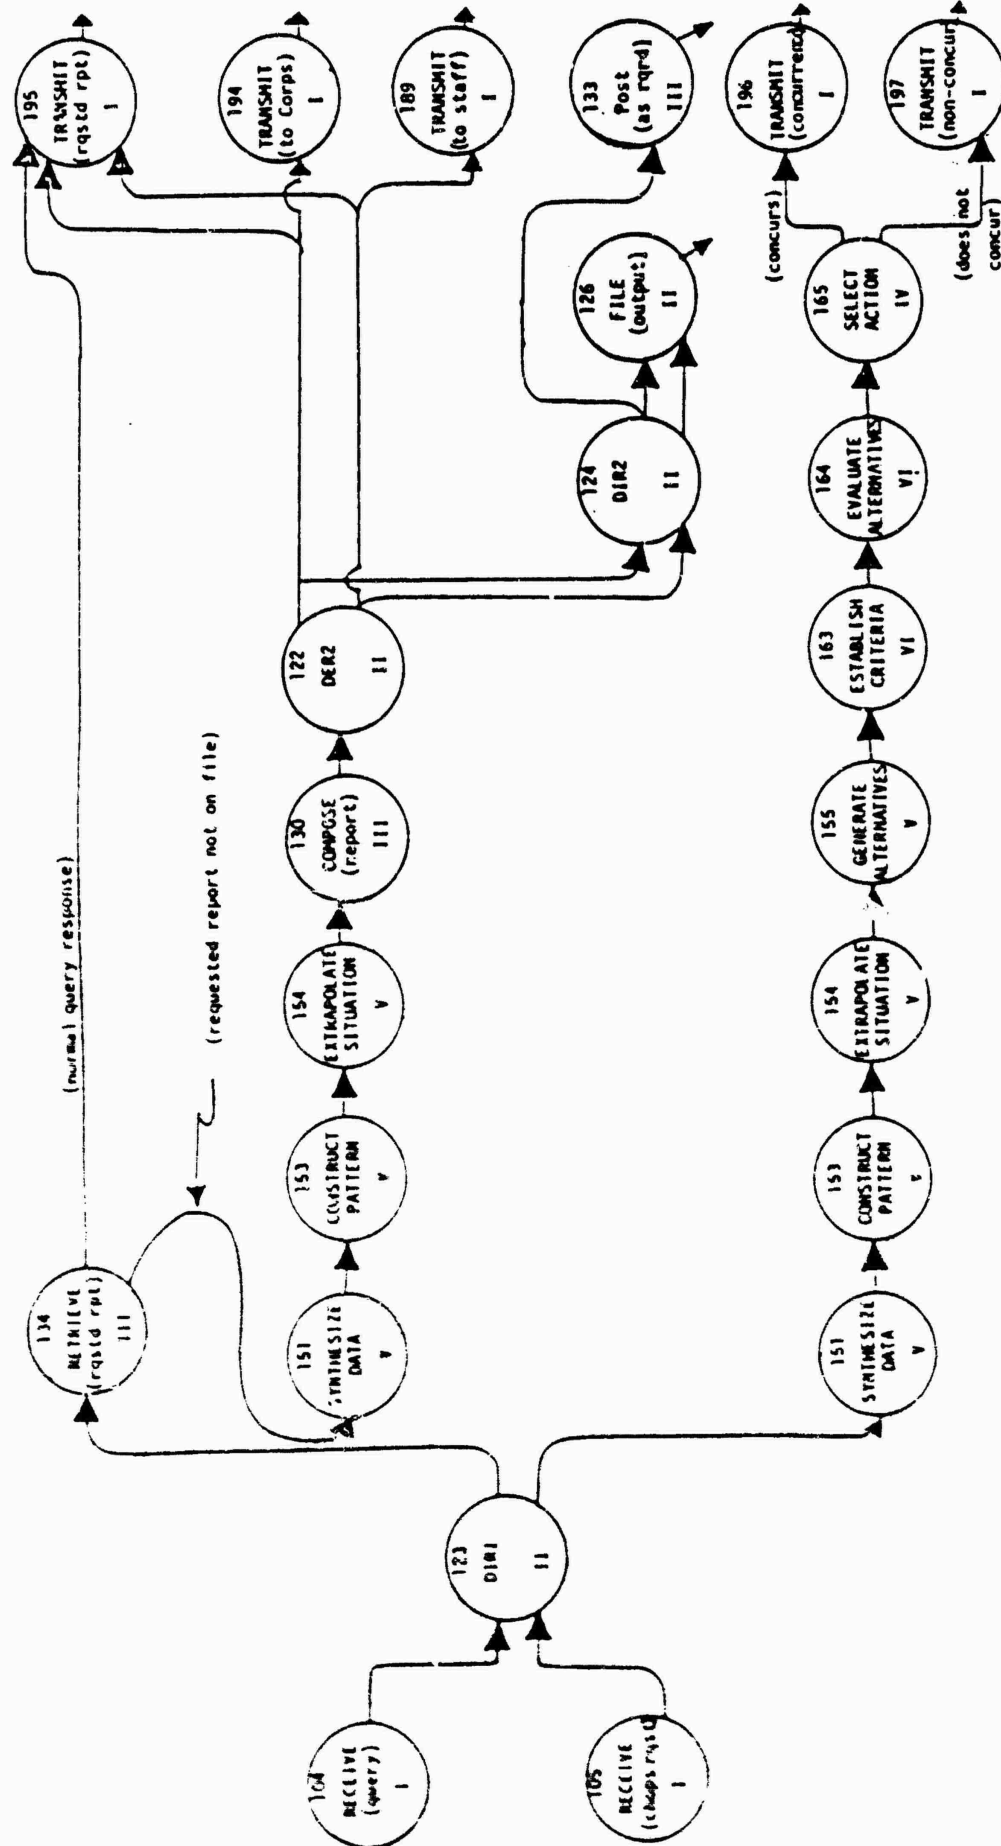 104
RECEIVE
(query)
I
105
RECEIVE
I
123
DIR1
II
134
RETRIEVE
(rqstd rpt)
III
(normal query response)
(requested report not on file)
151
SYNTHESIZE
DATA
V
153
CONSTRUCT
PATTERN
V
154
EXTRAPOLATE
SITUATION
V
130
COMPOSE
(report)
III
122
DER2
II
124
DIR2
II
126
FILE
(output)
II
195
TRANSMIT
(rqstd rpt)
I
194
TRANSMIT
(to Corps)
I
189
TRANSMIT
(to staff)
I
133
Post
(as rqrd)
III
151
SYNTHESIZE
DATA
V
153
CONSTRUCT
PATTERN
154
EXTRAPOLATE
SITUATION
V
155
GENERATE
ALTERNATIVES
V
163
ESTABLISH
CRITERIA
VI
164
EVALUATE
ALTERNATIVES
VI
165
SELECT
ACTION
(concurs)
(does not
concur)
196
TRANSMIT
I
197
TRANSMIT
(non-concur
I